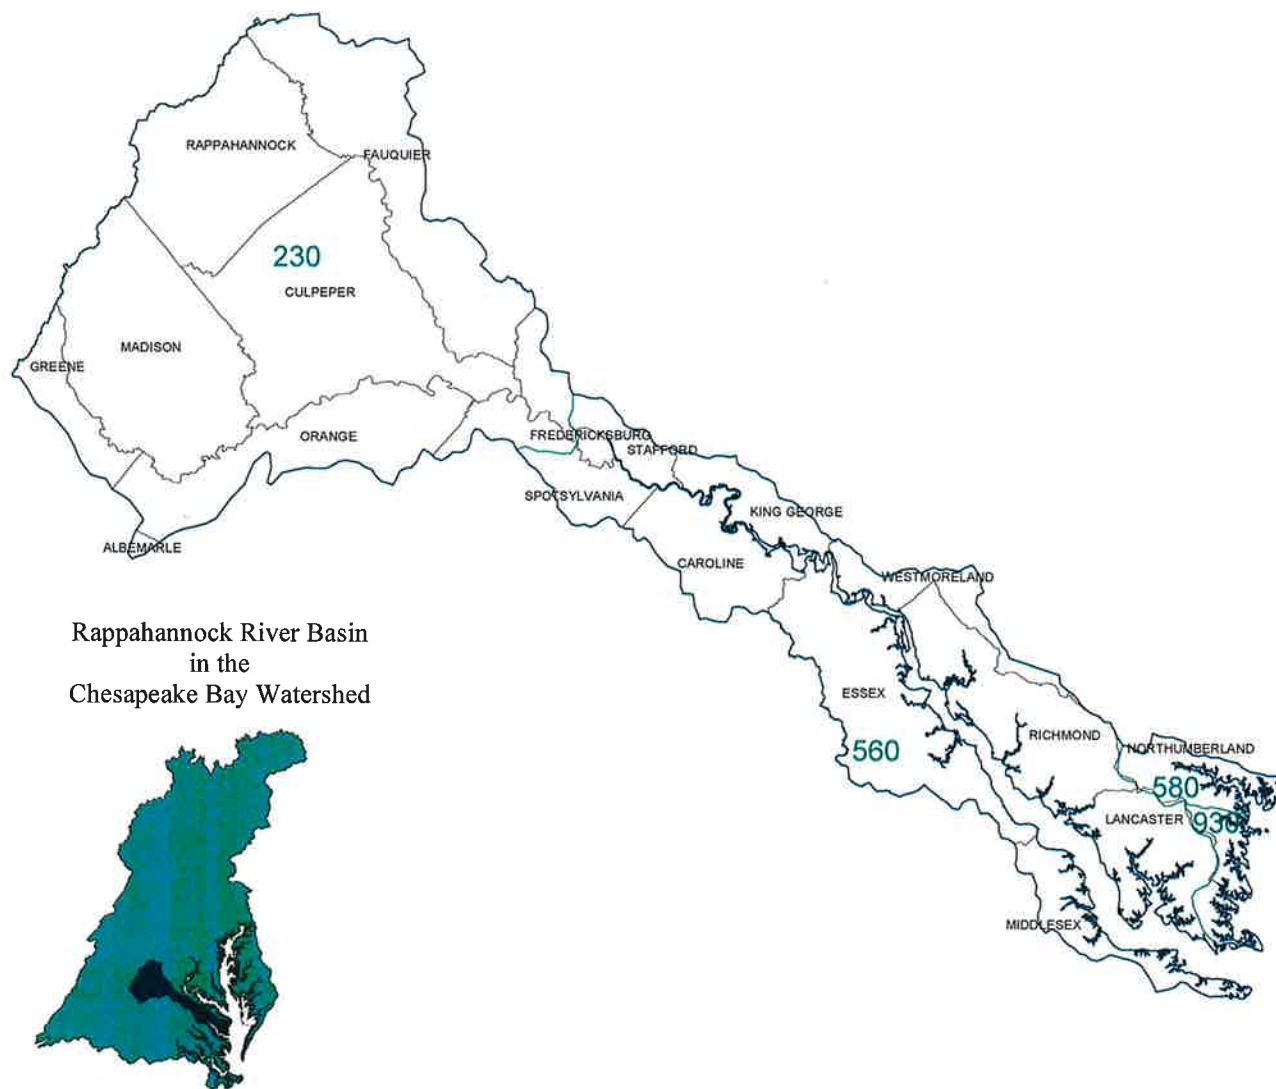 RAPPAHANNOCK
FAUQUIER
230
CULPEPER
MADISON
GREENE
ORANGE
FREDERICKSBURG
STAFFORD
SPOTSYLVANIA
KING GEORGE
ALBEMARLE
CAROLINE
WESTMORELAND
Rappahannock River Basin
in the
Chesapeake Bay Watershed
ESSEX
RICHMOND
560
NORTHUMBERLAND
580
LANCASTER
930
MIDDLESEX